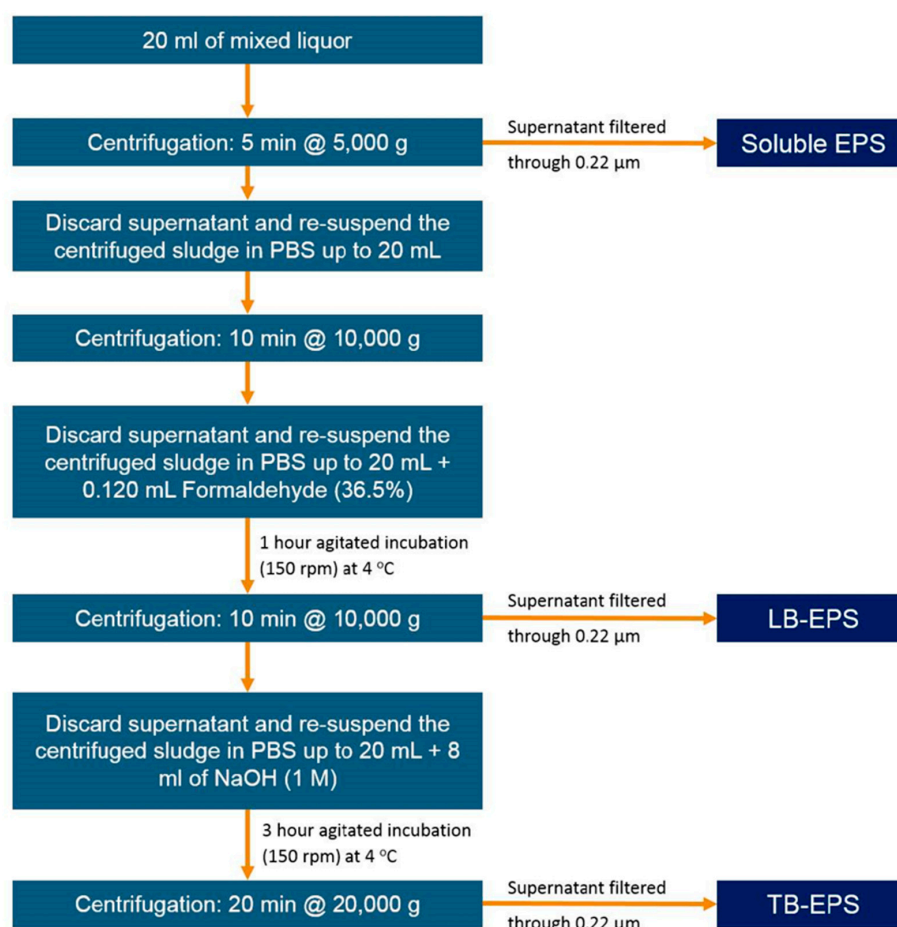 20 ml of mixed liquor
Centrifugation: 5 min @ 5,000 g
Supernatant filtered
through 0.22 µm
Soluble EPS
Discard supernatant and re-suspend the
centrifuged sludge in PBS up to 20 mL
Centrifugation: 10 min @ 10,000 g
Discard supernatant and re-suspend the
centrifuged sludge in PBS up to 20 mL +
0.120 mL Formaldehyde (36.5%)
1 hour agitated incubation
(150 rpm) at 4 °C
Centrifugation: 10 min @ 10,000 g
Supernatant filtered
through 0.22 µm
LB-EPS
Discard supernatant and re-suspend the
centrifuged sludge in PBS up to 20 mL + 8
ml of NaOH (1 M)
3 hour agitated incubation
(150 rpm) at 4 °C
Centrifugation: 20 min @ 20,000 g
Supernatant filtered
through 0.22 µm
TB-EPS